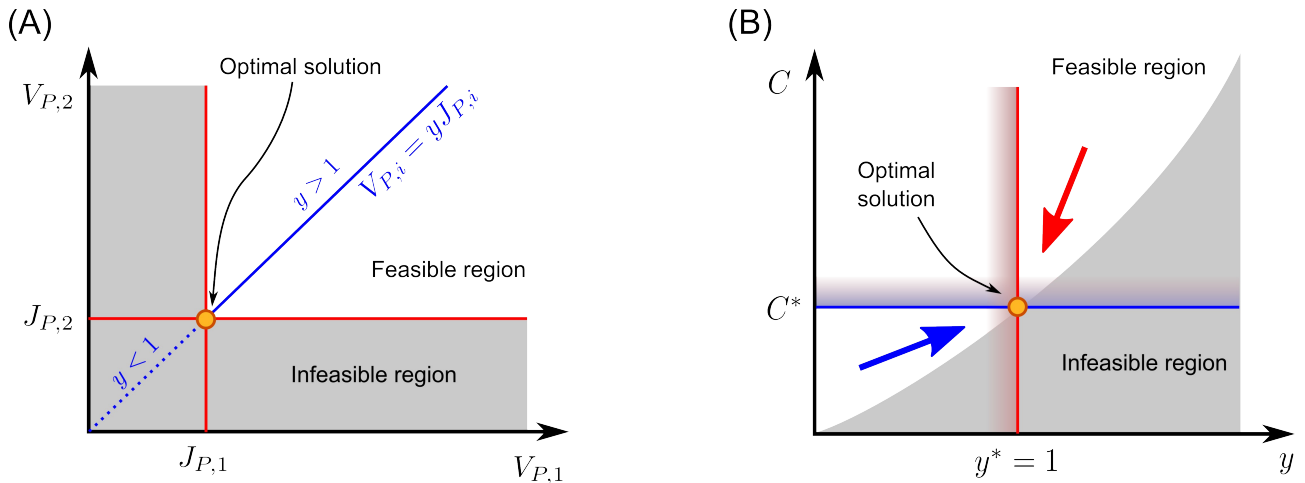 (A)
Optimal solution
V_{P,2}
y > 1
V_{P,i} = yJ_{P,i}
Feasible region
J_{P,2}
y < 1
Infeasible region
J_{P,1}
V_{P,1}
(B)
C
Feasible region
Optimal
solution
C*
Infeasible region
y* = 1
y